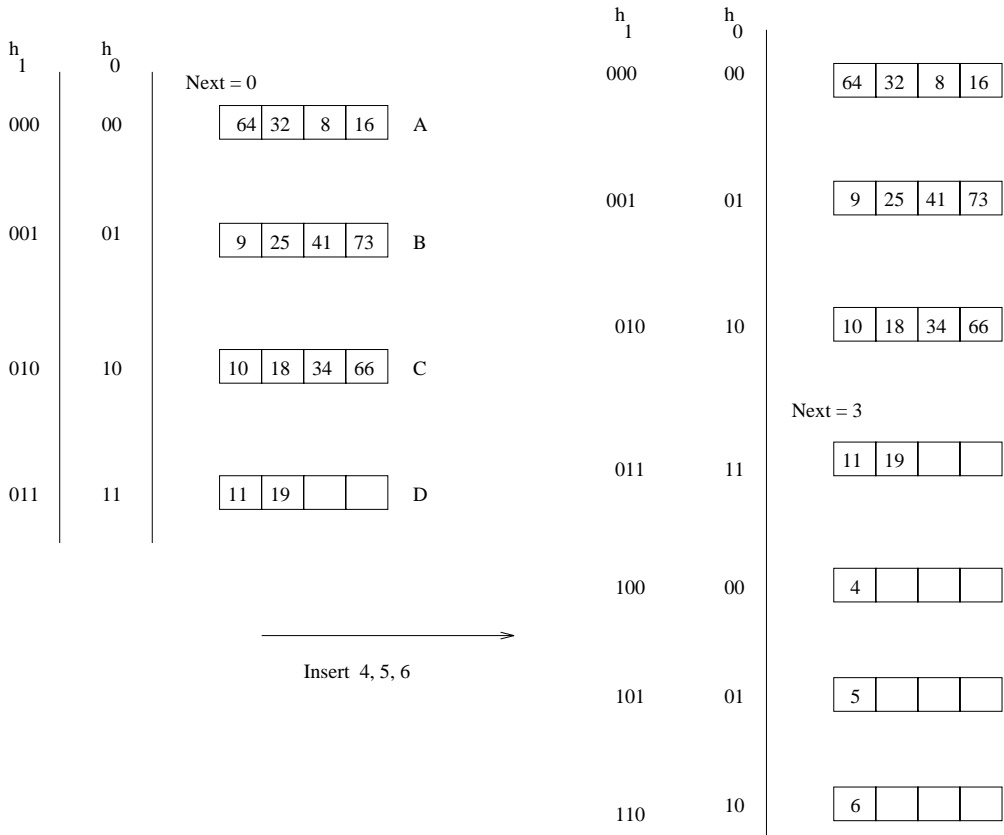 h1 h0
Next = 0
000 00 64 32 8 16 A
001 01 9 25 41 73 B
010 10 10 18 34 66 C
011 11 11 19 D
Insert 4, 5, 6
h1 h0
000 00 64 32 8 16
001 01 9 25 41 73
010 10 10 18 34 66
Next = 3
011 11 11 19
100 00 4
101 01 5
110 10 6